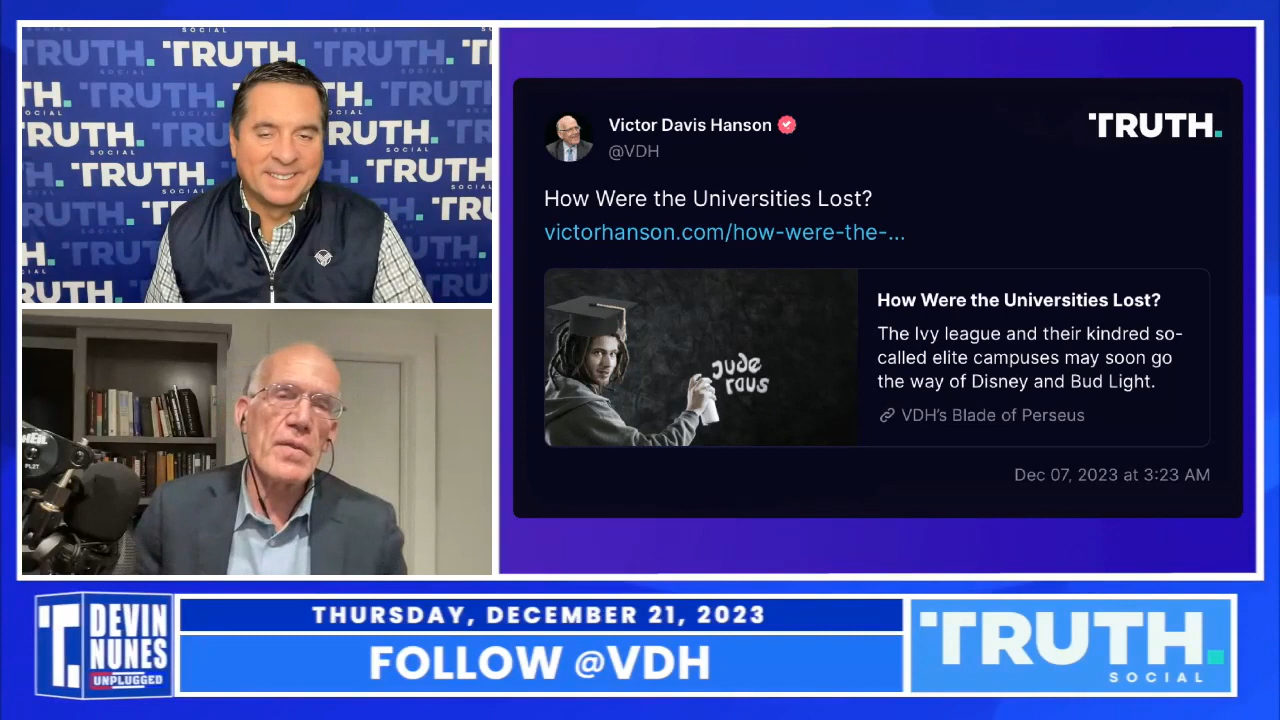 TRUTH.
SOCIAL
HEiL
PL2T
Victor Davis Hanson
@VDH
TRUTH.
How Were the Universities Lost?
victorhanson.com/how-were-the-...
Jude
raus
How Were the Universities Lost?
The Ivy league and their kindred so-
called elite campuses may soon go
the way of Disney and Bud Light.
VDH's Blade of Perseus
Dec 07, 2023 at 3:23 AM
T.
DEVIN
NUNES
UNPLUGGED
THURSDAY, DECEMBER 21, 2023
FOLLOW @VDH
TRUTH.
SOCIAL